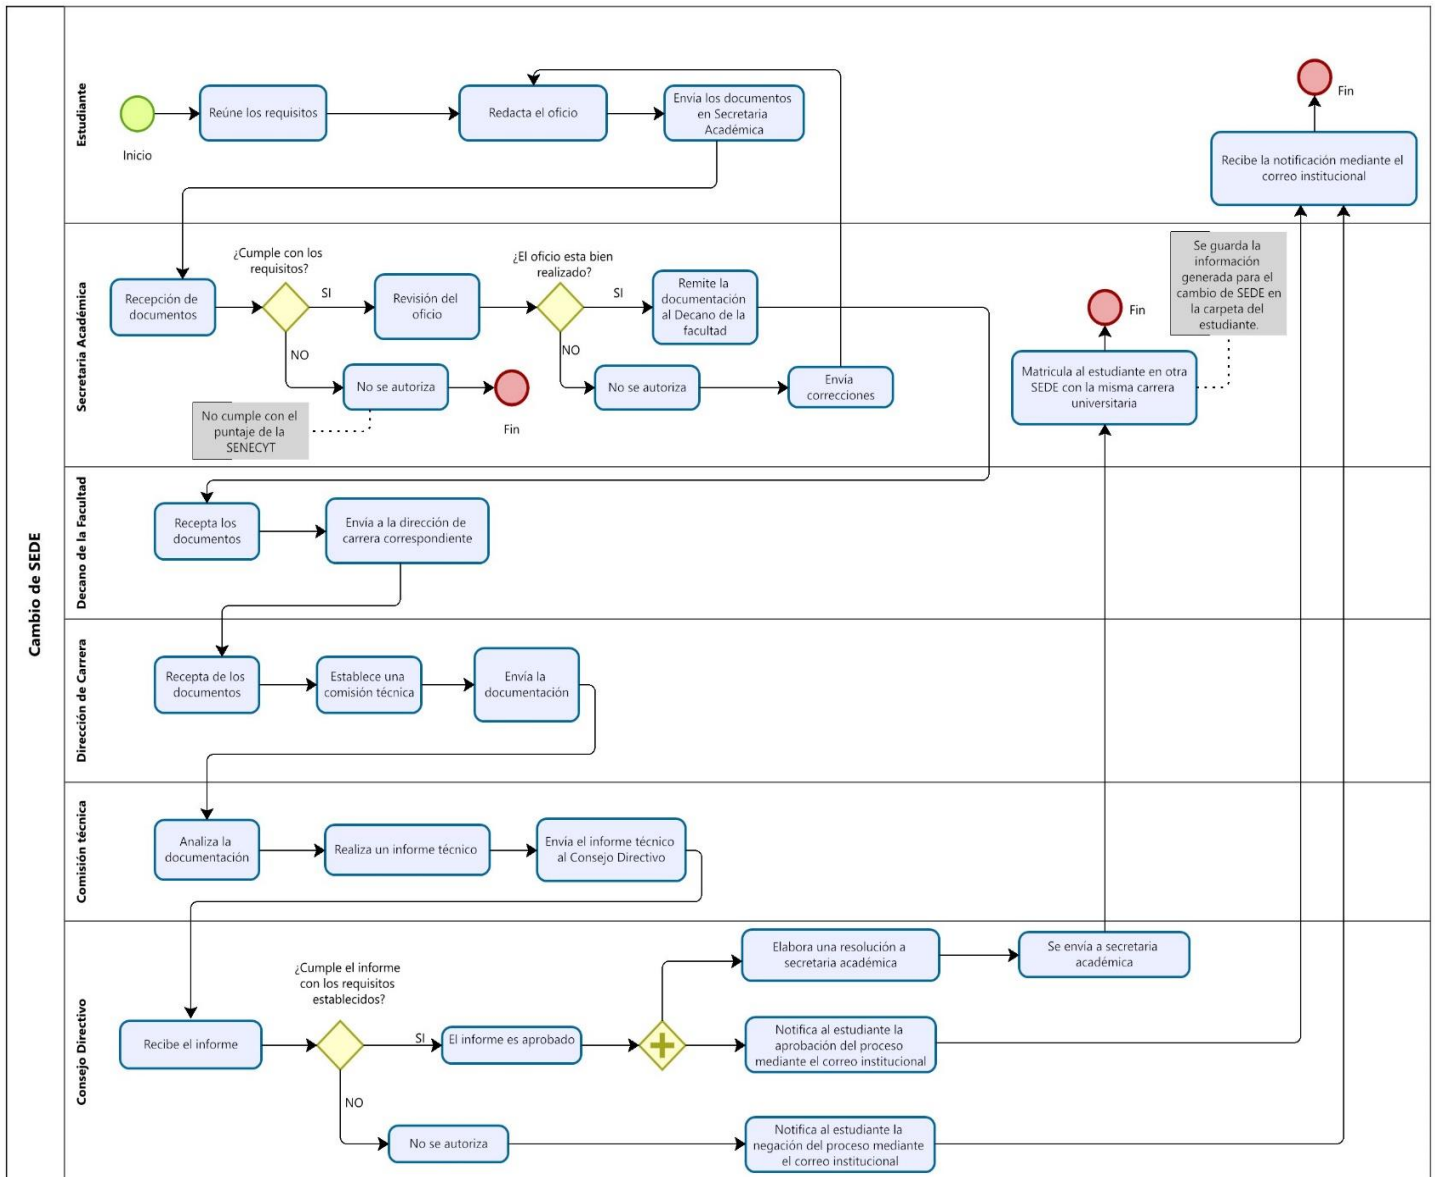 Cambio de SEDE
Estudiante
Inicio
Reúne los requisitos
Redacta el oficio
Envía los documentos
en Secretaria
Académica
Fin
Recibe la notificación mediante el
correo institucional
Secretaria Académica
Recepción de
documentos
¿Cumple con los
requisitos?
SI
NO
Revisión del
oficio
¿El oficio esta bien
realizado?
SI
NO
Remite la
documentación
al Decano de la
facultad
No se autoriza
Fin
No cumple con el
puntaje de la
SENECYT
No se autoriza
Envía
correcciones
Fin
Matricula al estudiante en otra
SEDE con la misma carrera
universitaria
Se guarda la
información
generada para el
cambio de SEDE en
la carpeta del
estudiante.
Decano de la Facultad
Recepta los
documentos
Envía a la dirección de
carrera correspondiente
Dirección de Carrera
Recepta de los
documentos
Establece una
comisión técnica
Envía la
documentación
Comisión técnica
Analiza la
documentación
Realiza un informe técnico
Envía el informe técnico
al Consejo Directivo
Consejo Directivo
Recibe el informe
¿Cumple el informe
con los requisitos
establecidos?
SI
NO
El informe es aprobado
Elabora una resolución a
secretaria académica
Se envía a secretaria
académica
Notifica al estudiante la
aprobación del proceso
mediante el correo institucional
No se autoriza
Notifica al estudiante la
negación del proceso mediante
el correo institucional